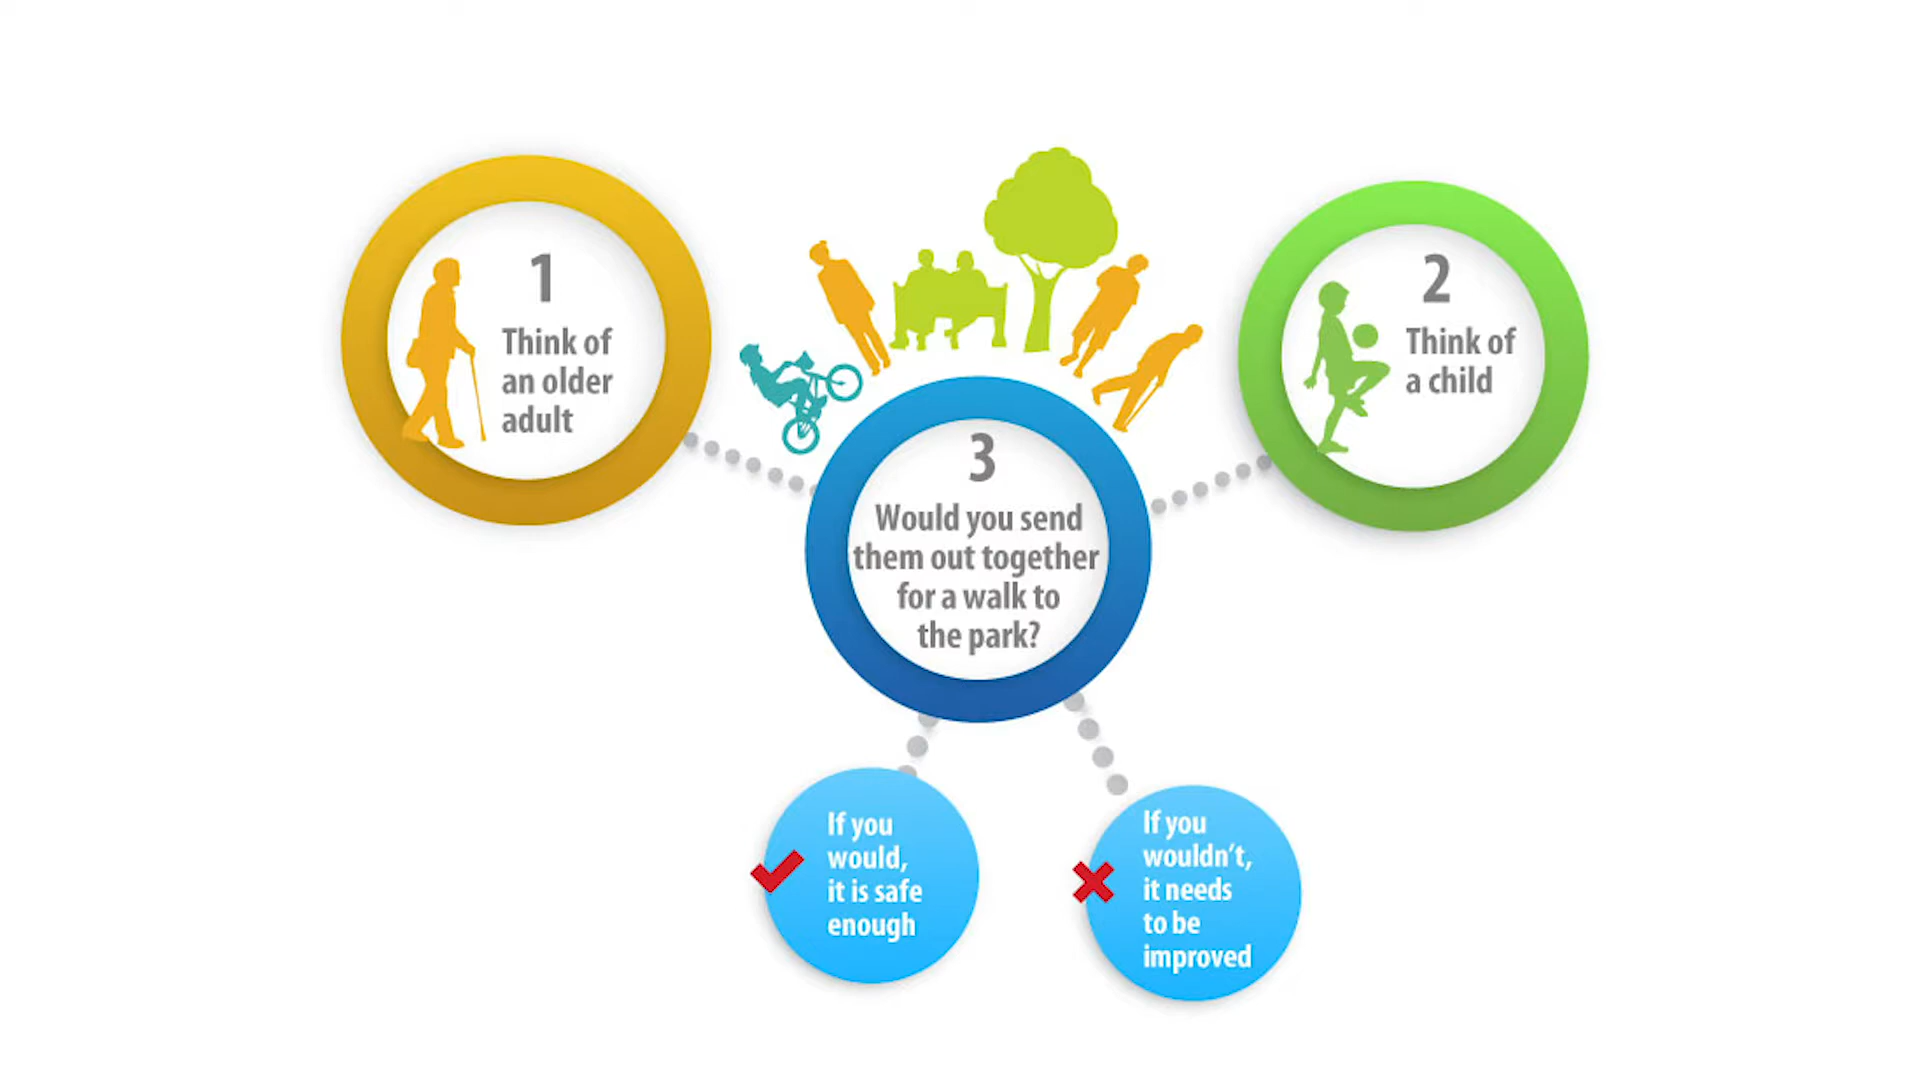 1
Think of
an older
adult
2
Think of
a child
3
Would you send
them out together
for a walk to
the park?
If you
would,
it is safe
enough
If you
wouldn’t,
it needs
to be
improved